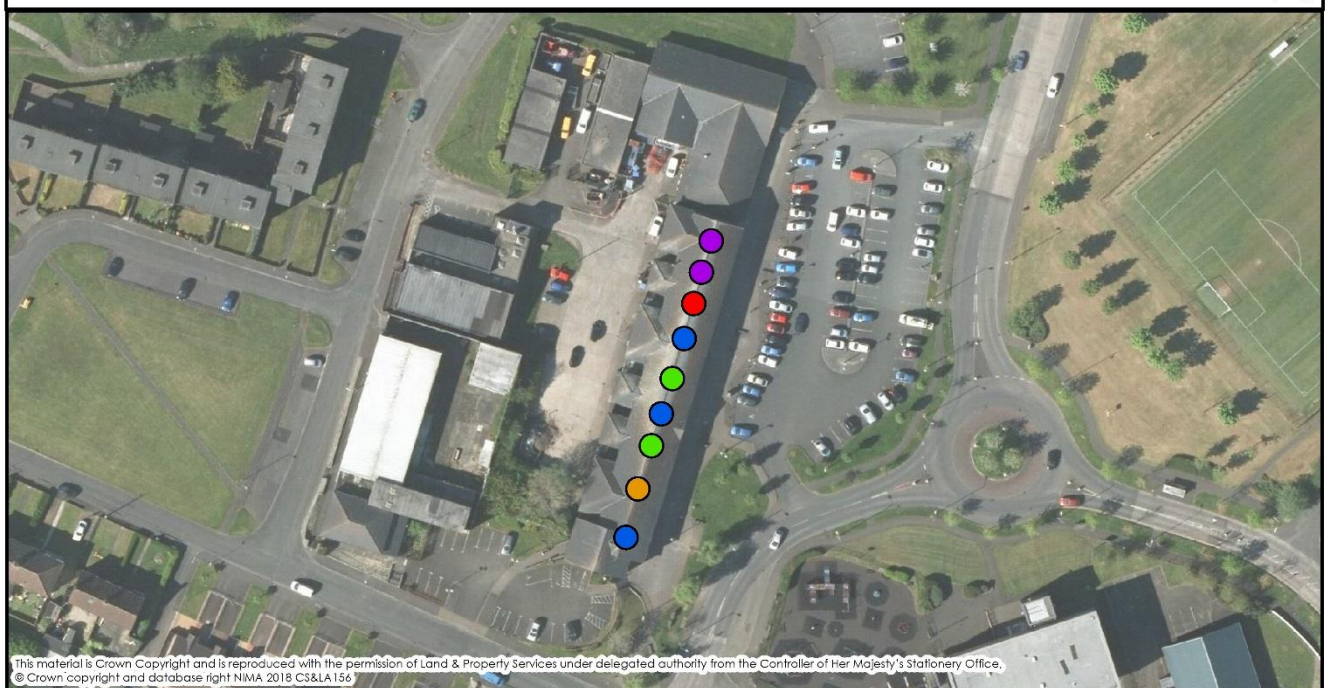 This material is Crown Copyright and is reproduced with the permission of Land & Property Services under delegated authority from the Controller of Her Majesty's Stationery Office,
© Crown copyright and database right NIMA 2018 CS&LA156